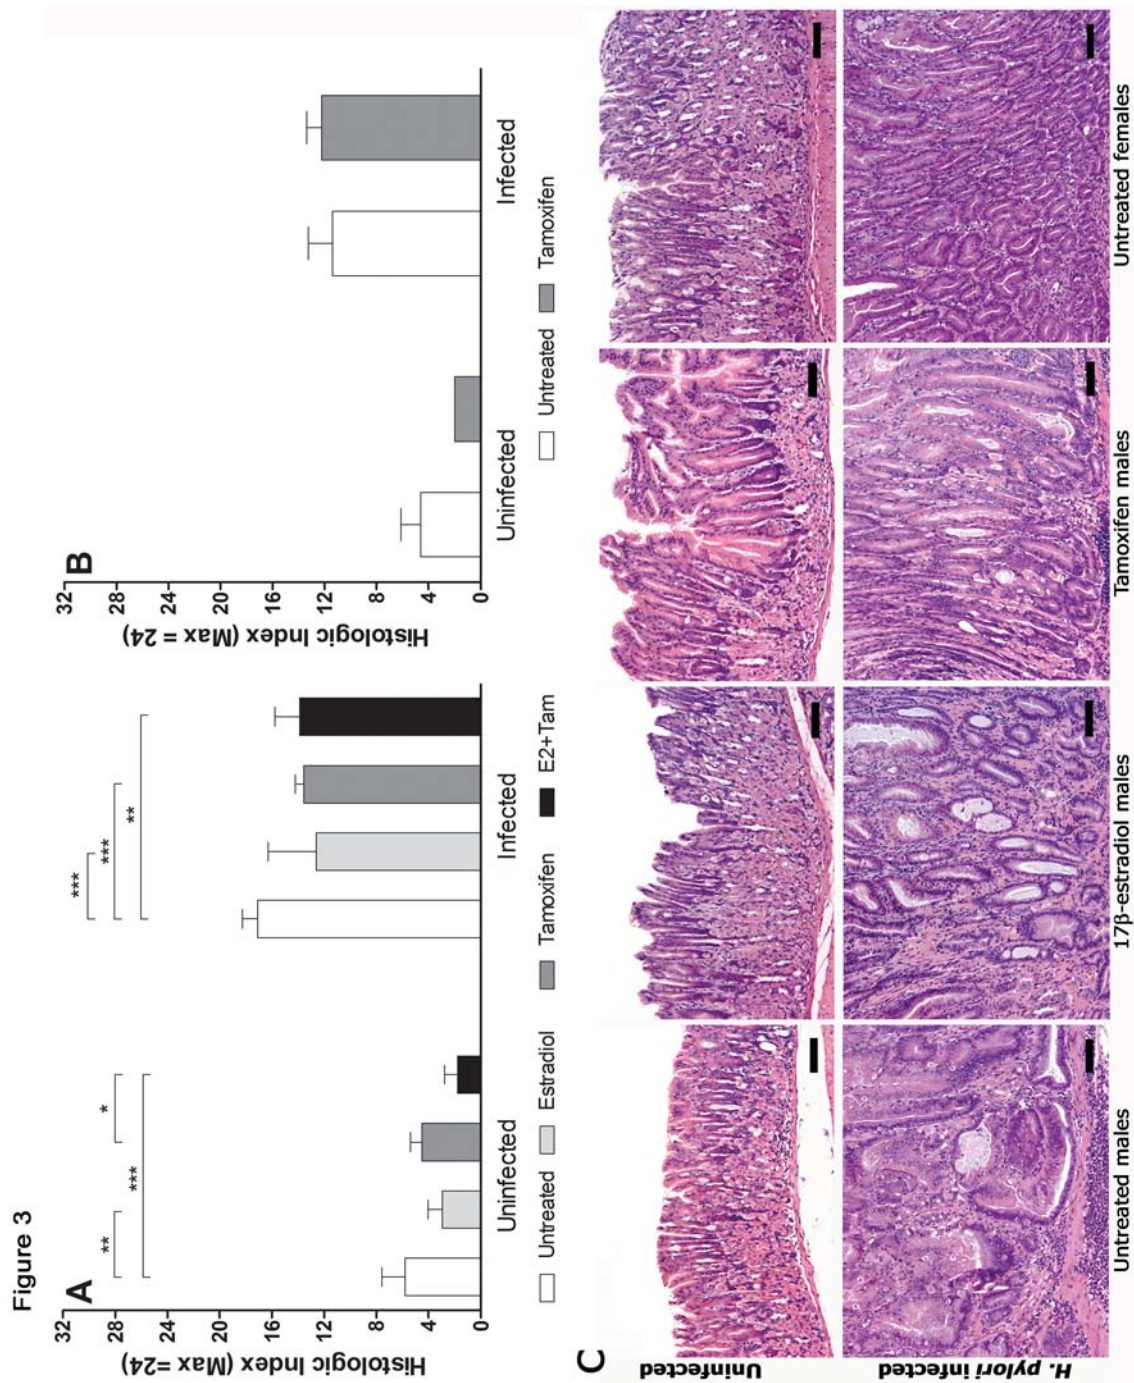 Figure 3
A
Histologic Index (Max =24)
32
28
24
20
16
12
8
4
0
**
***
*
***
***
**
Uninfected
Infected
Untreated
Estradiol
Tamoxifen
E2+Tam
B
Histologic Index (Max =24)
32
28
24
20
16
12
8
4
0
Uninfected
Infected
Untreated
Tamoxifen
C
Uninfected
H. pylori infected
Untreated males
17β-estradiol males
Tamoxifen males
Untreated females